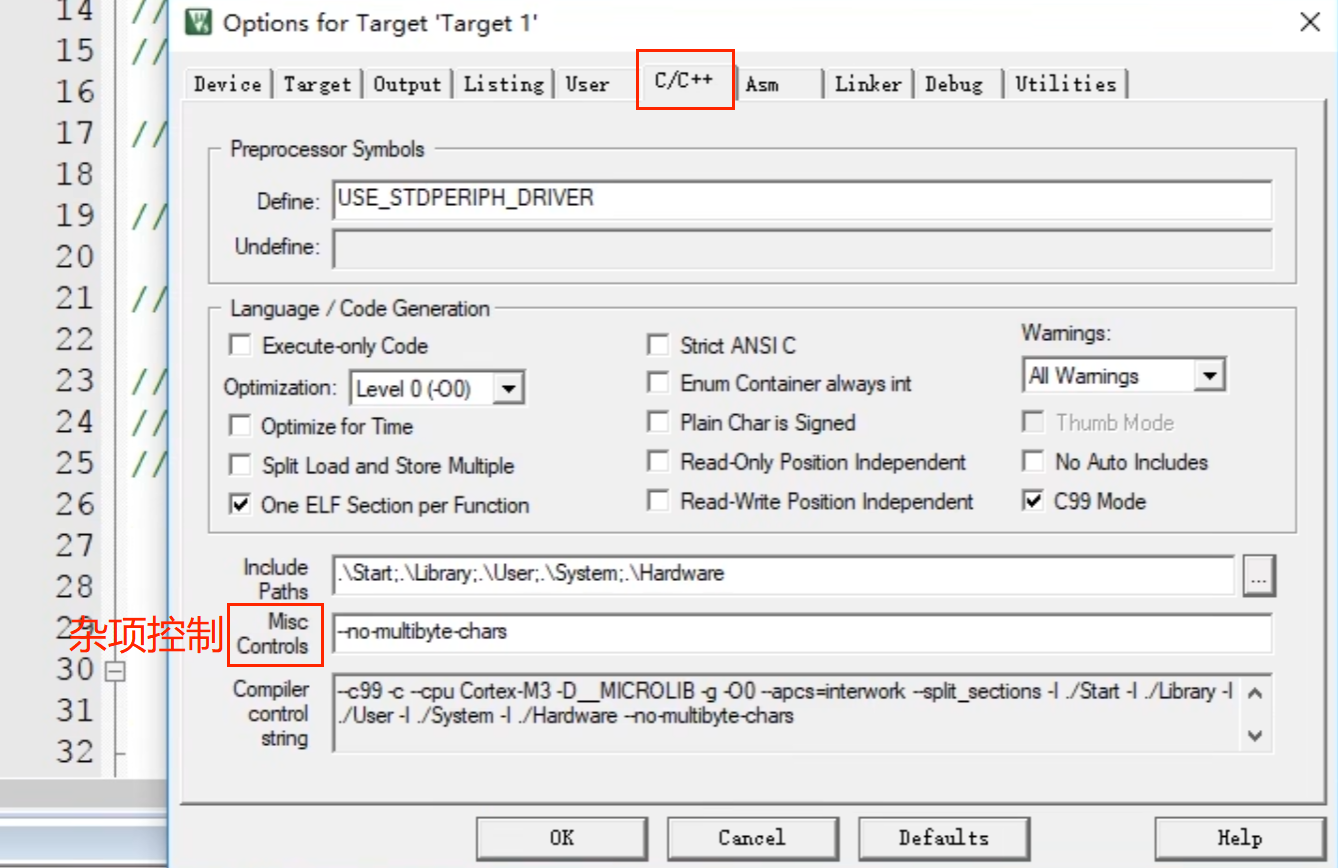 Options for Target 'Target 1'
Device Target Output Listing User C/C++ Asm Linker Debug Utilities
14 //
15 //
16
17 //
18
19 //
20
21 //
22
23 //
24 //
25 //
26
27
28
29
30
31
32
Preprocessor Symbols
Define: USE_STDPERIPH_DRIVER
Undefine:
Language / Code Generation
Execute-only Code
Optimization: Level 0 (-O0)
Optimize for Time
Split Load and Store Multiple
One ELF Section per Function
Strict ANSI C
Enum Container always int
Plain Char is Signed
Read-Only Position Independent
Read-Write Position Independent
Warnings:
All Warnings
Thumb Mode
No Auto Includes
C99 Mode
Include
Paths
.\Start;.\Library;.\User;.\System;.\Hardware
...
杂项控制
Misc
Controls
--no-multibyte-chars
Compiler
control
string
--c99 -c --cpu Cortex-M3 -D__MICROLIB -g -O0 --apcs=interwork --split_sections -I ./Start -I ./Library -I
./User -I ./System -I ./Hardware --no-multibyte-chars
OK Cancel Defaults Help